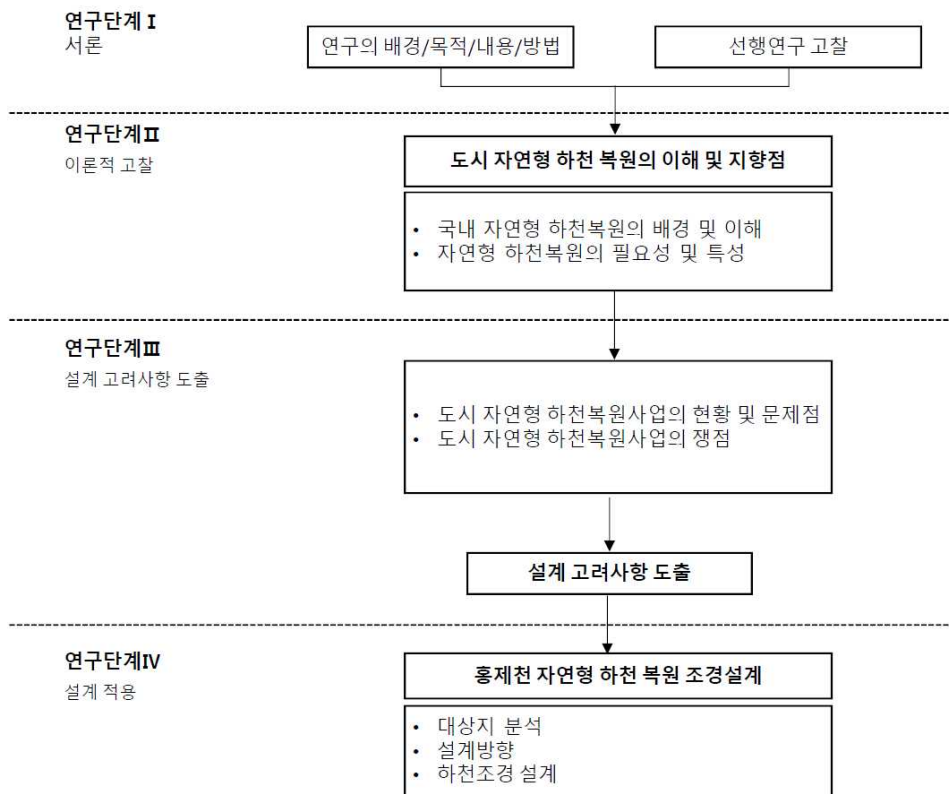 연구단계 I
서론
연구의 배경/목적/내용/방법
선행연구 고찰
연구단계Ⅱ
이론적 고찰
도시 자연형 하천 복원의 이해 및 지향점
• 국내 자연형 하천복원의 배경 및 이해
• 자연형 하천복원의 필요성 및 특성
연구단계Ⅲ
설계 고려사항 도출
• 도시 자연형 하천복원사업의 현황 및 문제점
• 도시 자연형 하천복원사업의 쟁점
설계 고려사항 도출
연구단계IV
설계 적용
홍제천 자연형 하천 복원 조경설계
• 대상지 분석
• 설계방향
• 하천조경 설계